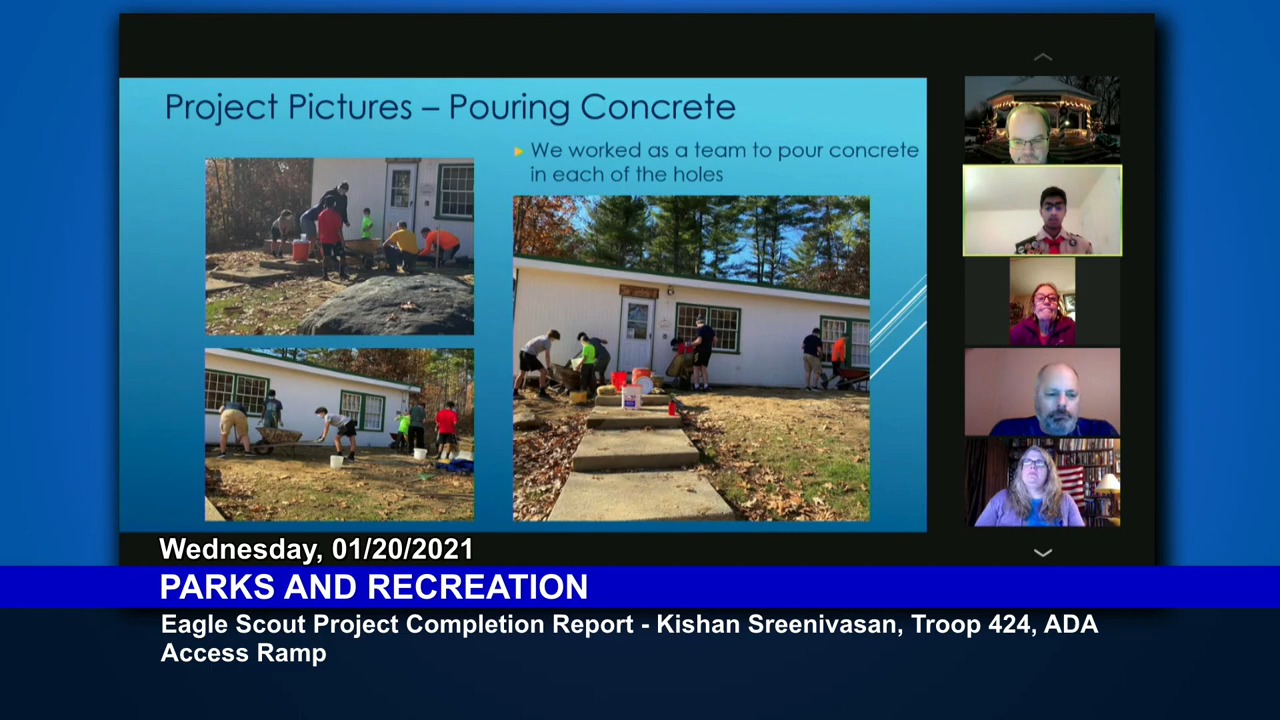 Project Pictures – Pouring Concrete
We worked as a team to pour concrete
in each of the holes
Wednesday, 01/20/2021
PARKS AND RECREATION
Eagle Scout Project Completion Report - Kishan Sreenivasan, Troop 424, ADA
Access Ramp